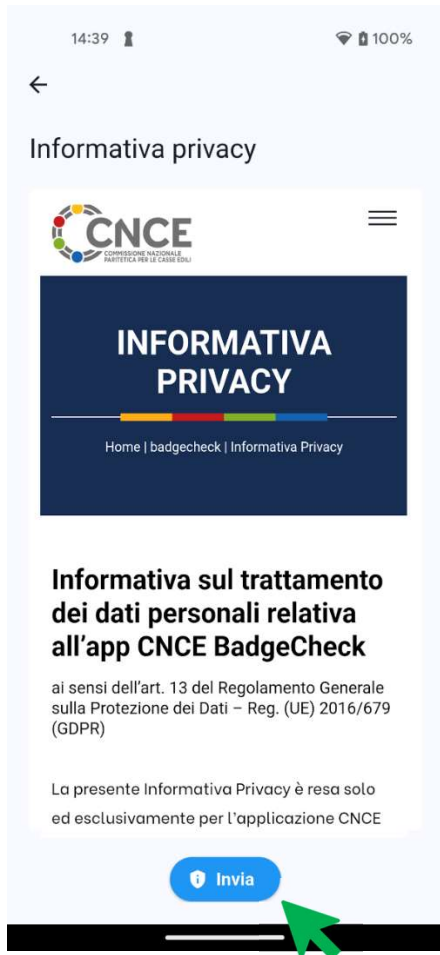 14:39
100%
Informativa privacy
CNCE
COMMISSIONE NAZIONALE
PARITETICA PER LE CASSE EDILI
INFORMATIVA
PRIVACY
Home | badgecheck | Informativa Privacy
Informativa sul trattamento
dei dati personali relativa
all'app CNCE BadgeCheck
ai sensi dell'art. 13 del Regolamento Generale
sulla Protezione dei Dati – Reg. (UE) 2016/679
(GDPR)
La presente Informativa Privacy è resa solo
ed esclusivamente per l'applicazione CNCE
Invia